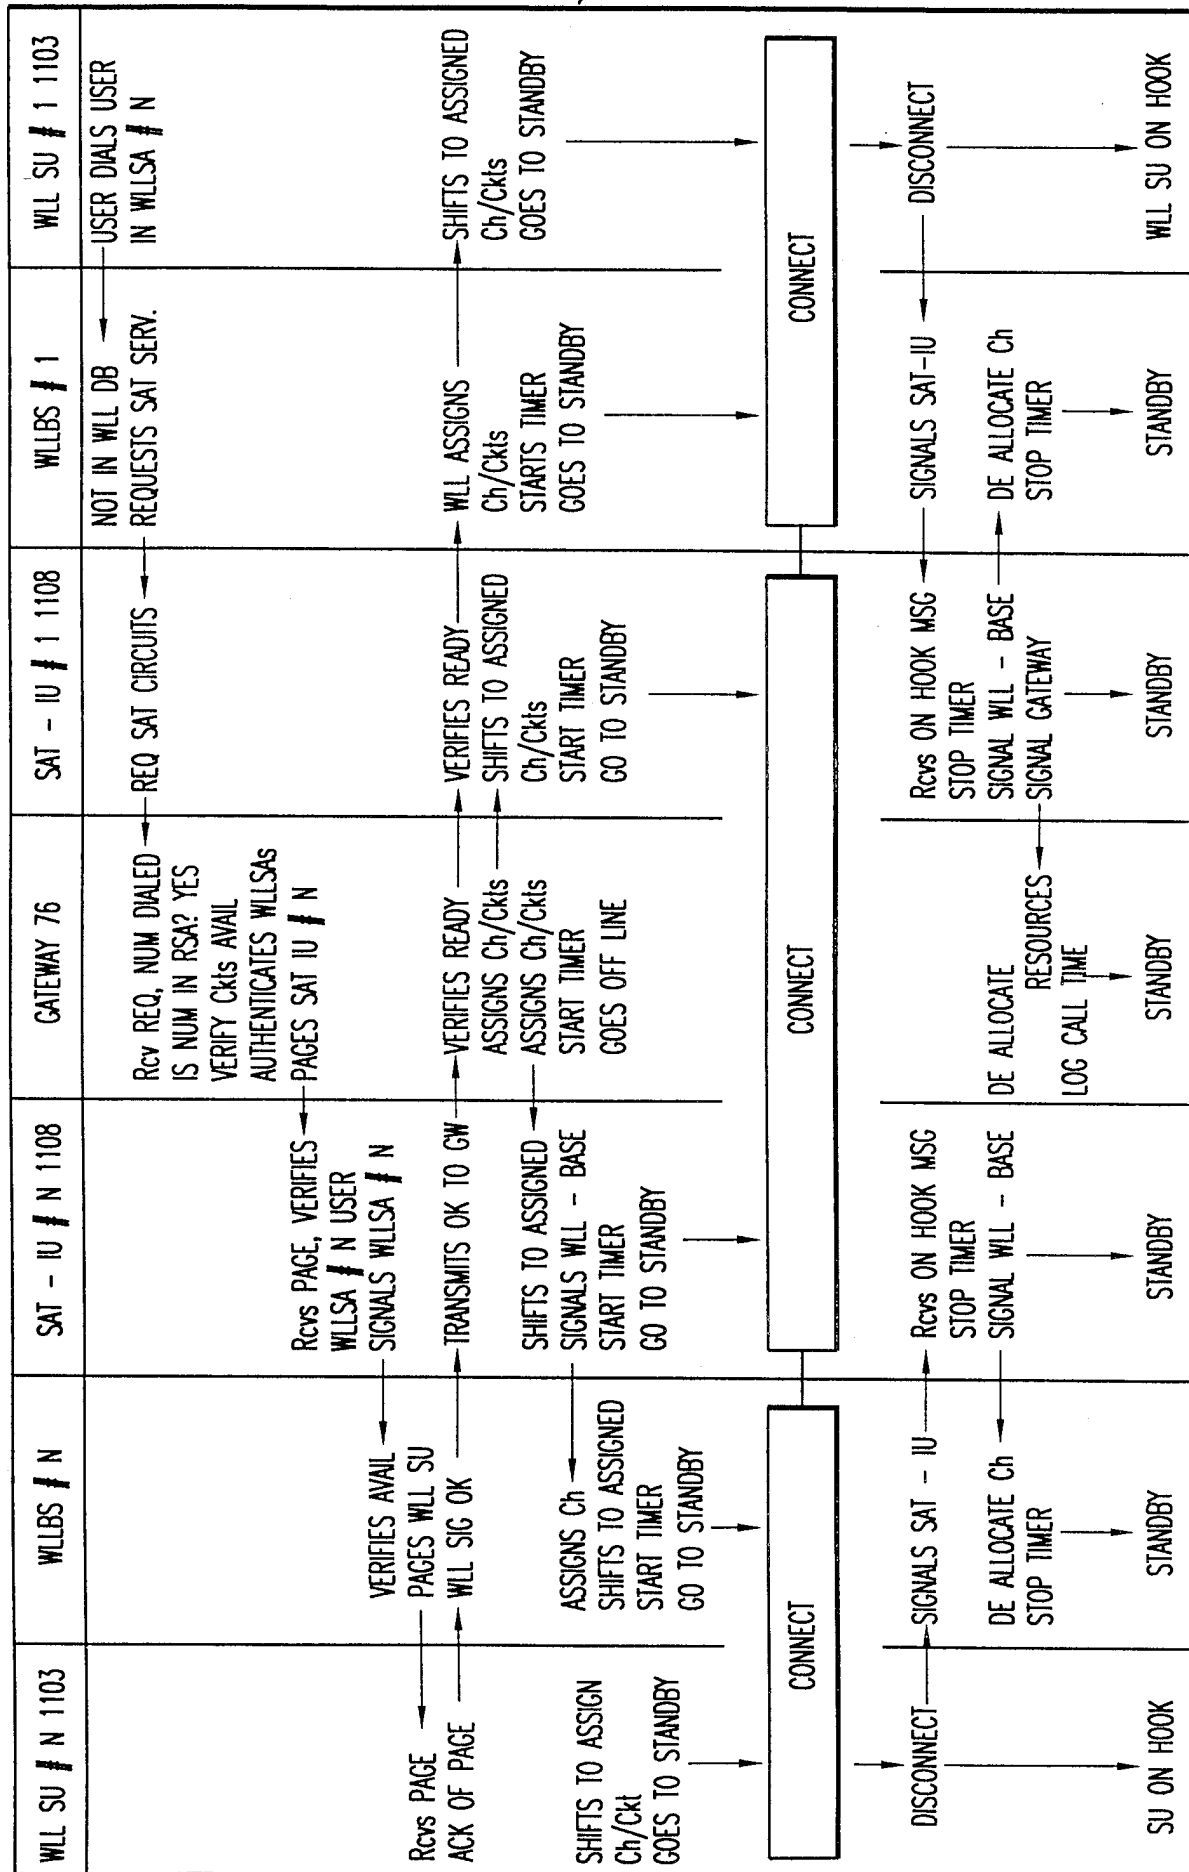 WLL SU # N 1103
WLLBS # N
SAT - IU # N 1108
GATEWAY 76
SAT - IU # 1 1108
WLLBS # 1
WLL SU # 1 1103
USER DIALS USER
IN WLLSA # N
NOT IN WLL DB
REQUESTS SAT SERV.
REQ SAT CIRCUITS
Rcv REQ, NUM DIALED
IS NUM IN RSA? YES
VERIFY Ckts AVAIL
AUTHENTICATES WLLSAs
PAGES SAT IU # N
Rcvs PAGE, VERIFIES
WLLSA # N USER
SIGNALS WLLSA # N
VERIFIES AVAIL
PAGES WLL SU
Rcvs PAGE
ACK OF PAGE
WLL SIG OK
TRANSMITS OK TO GW
VERIFIES READY
ASSIGNS Ch/Ckts
ASSIGNS Ch/Ckts
START TIMER
GOES OFF LINE
VERIFIES READY
SHIFTS TO ASSIGNED
Ch/Ckts
START TIMER
GO TO STANDBY
WLL ASSIGNS
Ch/Ckts
STARTS TIMER
GOES TO STANDBY
SHIFTS TO ASSIGNED
Ch/Ckts
GOES TO STANDBY
SHIFTS TO ASSIGNED
SIGNALS WLL - BASE
START TIMER
GO TO STANDBY
ASSIGNS Ch
SHIFTS TO ASSIGNED
START TIMER
GO TO STANDBY
SHIFTS TO ASSIGN
Ch/Ckt
GOES TO STANDBY
CONNECT
CONNECT
CONNECT
DISCONNECT
SIGNALS SAT - IU
Rcvs ON HOOK MSG
STOP TIMER
SIGNAL WLL - BASE
DE ALLOCATE Ch
STOP TIMER
DE ALLOCATE
RESOURCES
LOG CALL TIME
Rcvs ON HOOK MSG
STOP TIMER
SIGNAL WLL - BASE
SIGNAL GATEWAY
SIGNALS SAT-IU
DE ALLOCATE Ch
STOP TIMER
DISCONNECT
SU ON HOOK
STANDBY
STANDBY
STANDBY
STANDBY
STANDBY
WLL SU ON HOOK